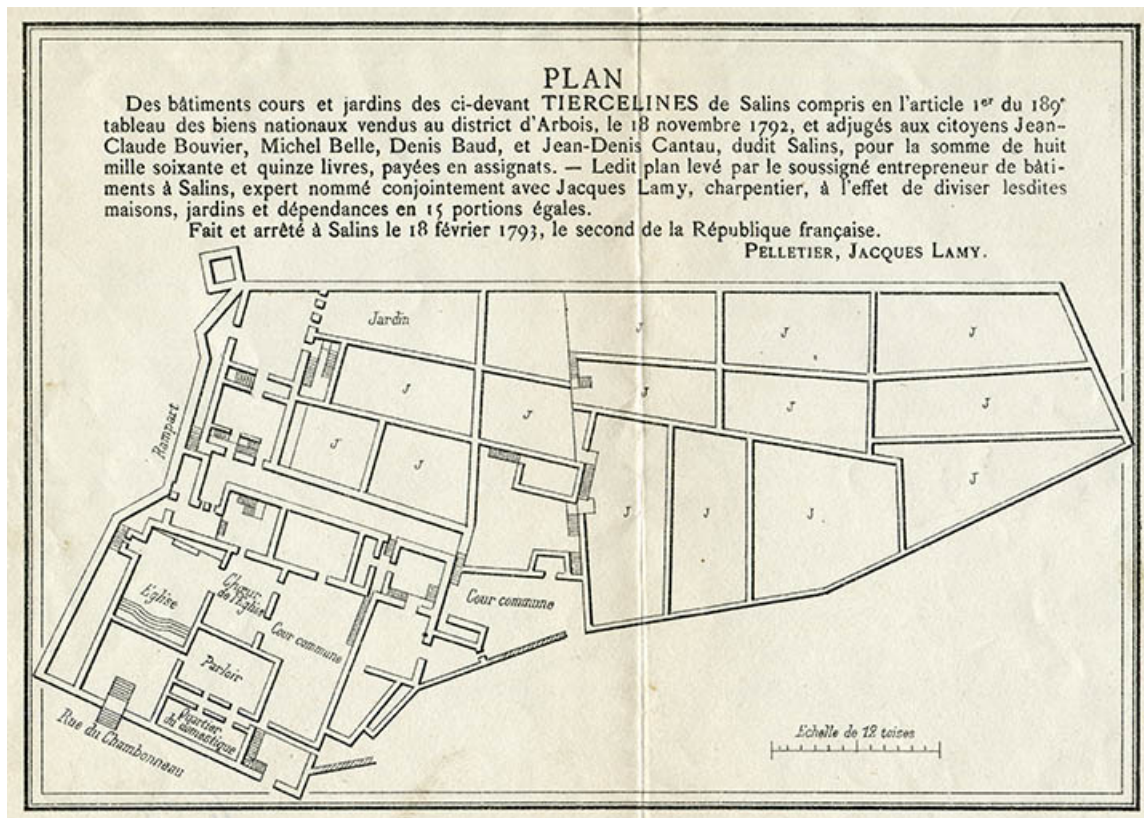 PLAN
Des bâtiments cours et jardins des ci-devant TIERCELINES de Salins compris en l'article 1er du 189e
tableau des biens nationaux vendus au district d'Arbois, le 18 novembre 1792, et adjugés aux citoyens Jean-
Claude Bouvier, Michel Belle, Denis Baud, et Jean-Denis Cantau, dudit Salins, pour la somme de huit
mille soixante et quinze livres, payées en assignats. — Ledit plan levé par le soussigné entrepreneur de bâti-
ments à Salins, expert nommé conjointement avec Jacques Lamy, charpentier, à l'effet de diviser lesdites
maisons, jardins et dépendances en 15 portions égales.
Fait et arrêté à Salins le 18 février 1793, le second de la République française.
PELLETIER, JACQUES LAMY.
Jardin
J
J
J
J
J
J
J
J
J
J
J
J
J
J
Rampart
Eglise
Chœur
de l'Eglise
Cour commune
Cour commune
Parloir
Quartier
du domestique
Rue du Chambonneau
Echelle de 12 toises